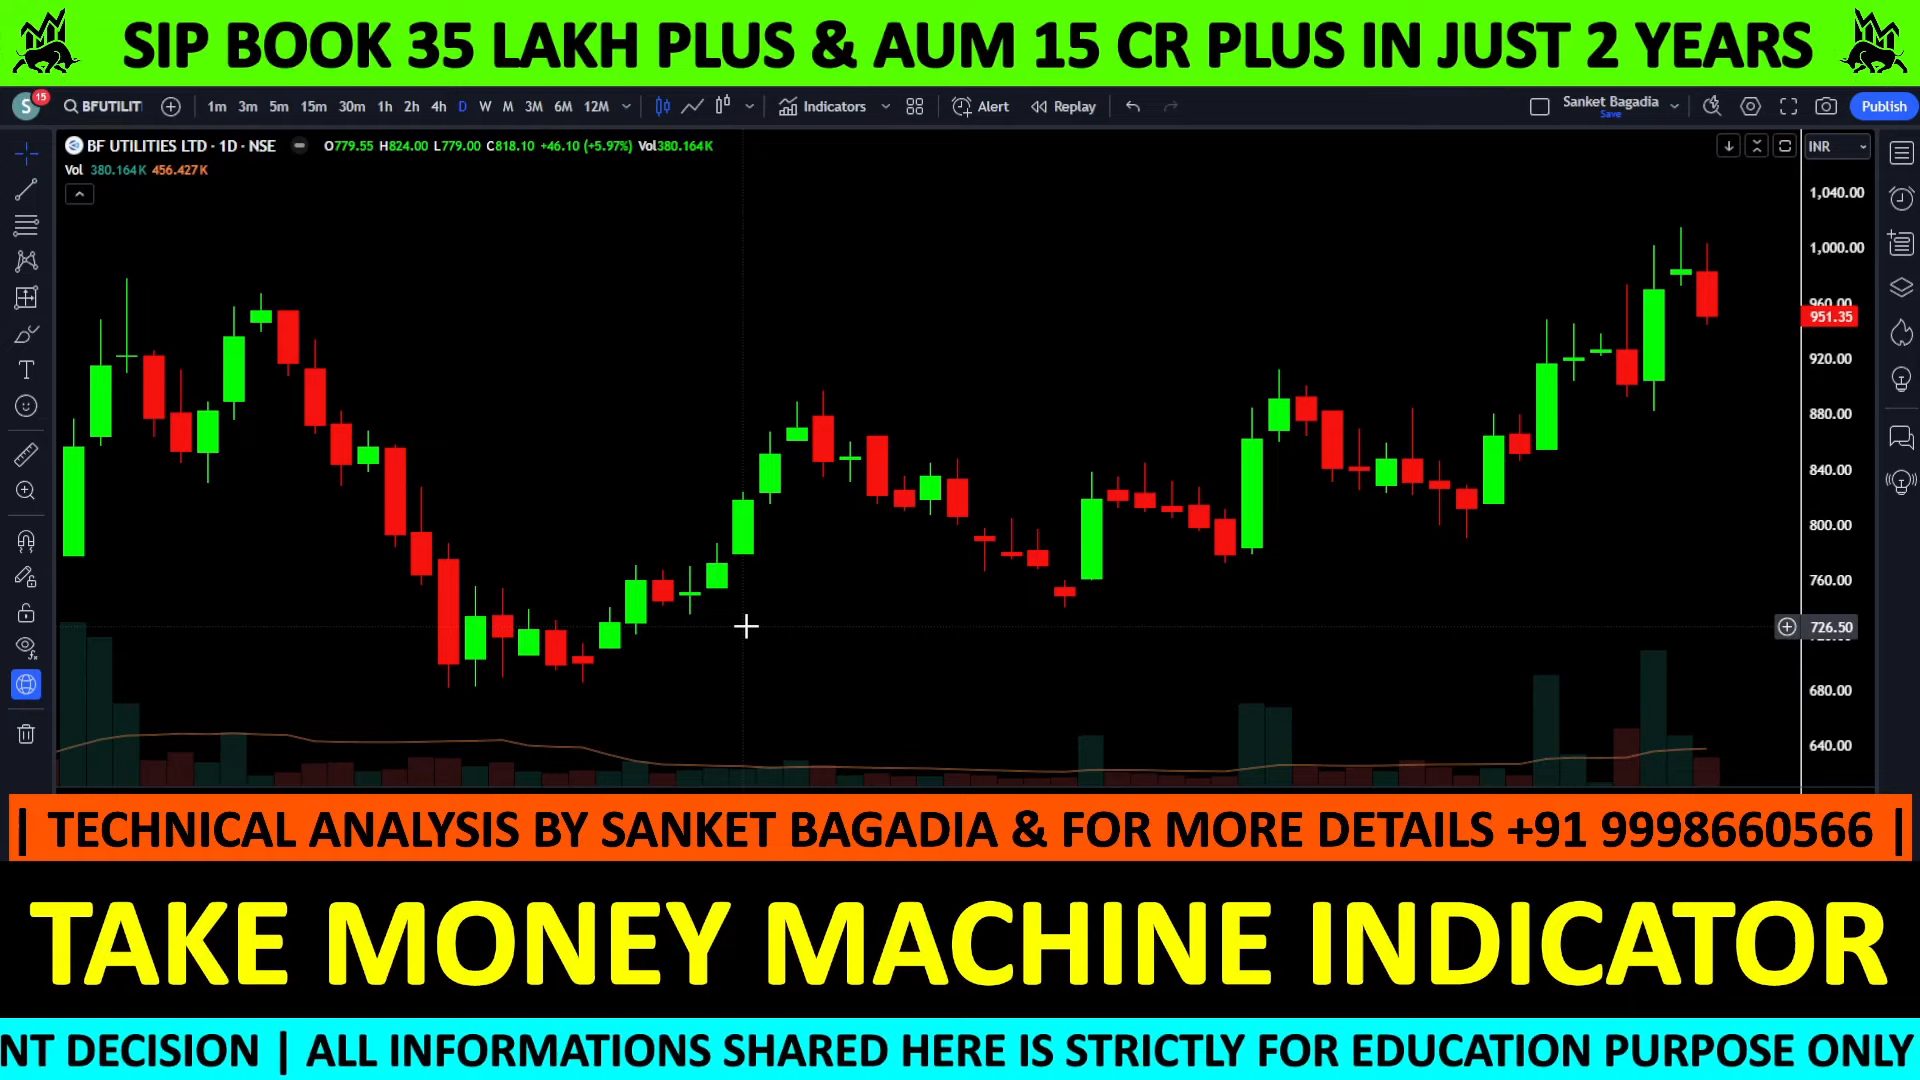 SIP BOOK 35 LAKH PLUS & AUM 15 CR PLUS IN JUST 2 YEARS
S 15 BFUTILIT 1m 3m 5m 15m 30m 1h 2h 4h D W M 3M 6M 12M Indicators Alert Replay Sanket Bagadia Save Publish
BF UTILITIES LTD · 1D · NSE O779.55 H824.00 L779.00 C818.10 +46.10 (+5.97%) Vol380.164K INR
Vol 380.164K 456.427K
1,040.00
1,000.00
960.00
951.35
920.00
880.00
840.00
800.00
760.00
726.50
680.00
640.00
| TECHNICAL ANALYSIS BY SANKET BAGADIA & FOR MORE DETAILS +91 9998660566 |
TAKE MONEY MACHINE INDICATOR
NT DECISION | ALL INFORMATIONS SHARED HERE IS STRICTLY FOR EDUCATION PURPOSE ONLY